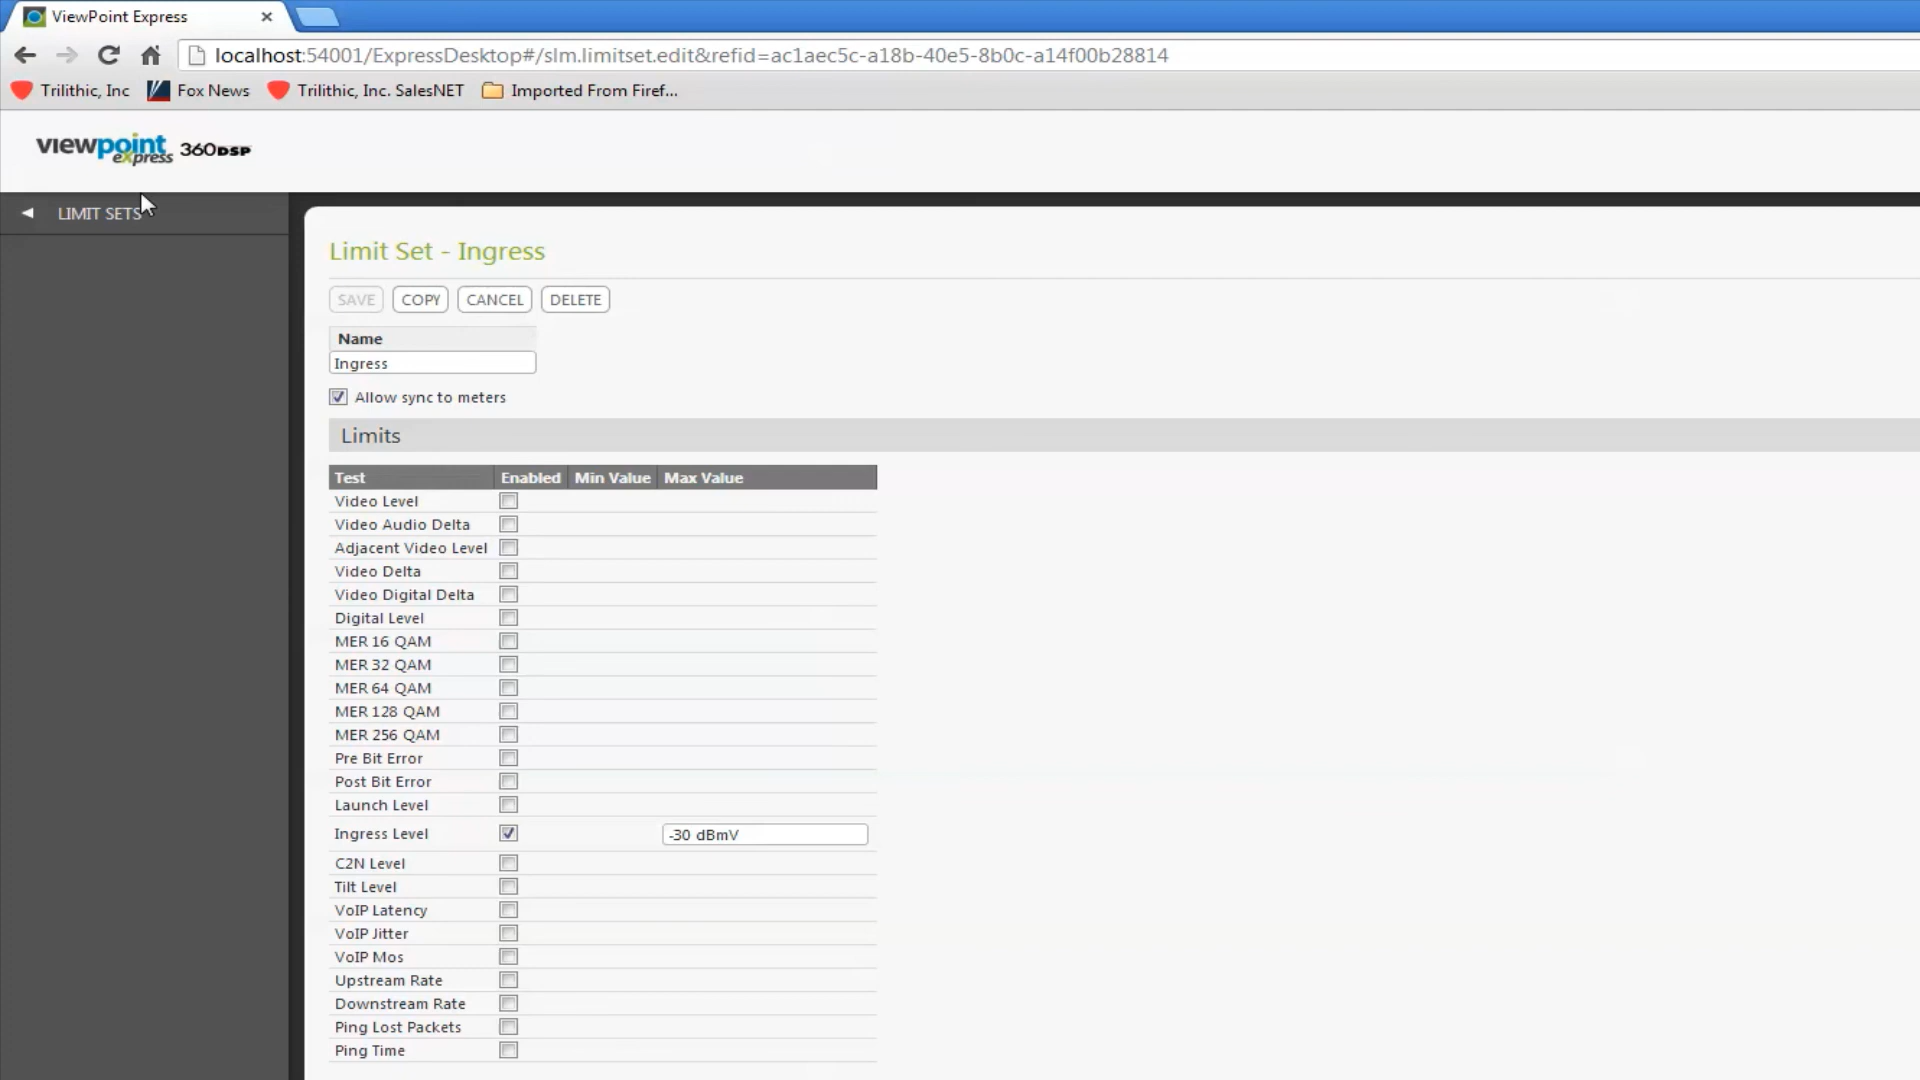 ViewPoint Express
localhost:54001/ExpressDesktop#/slm.limitset.edit&refid=ac1aec5c-a18b-40e5-8b0c-a14f00b28814
Trilithic, Inc Fox News Trilithic, Inc. SalesNET Imported From Firef...
viewpoint express 360DSP
LIMIT SETS
Limit Set - Ingress
SAVE COPY CANCEL DELETE
Name
Ingress
Allow sync to meters
Limits
Test Enabled Min Value Max Value
Video Level
Video Audio Delta
Adjacent Video Level
Video Delta
Video Digital Delta
Digital Level
MER 16 QAM
MER 32 QAM
MER 64 QAM
MER 128 QAM
MER 256 QAM
Pre Bit Error
Post Bit Error
Launch Level
Ingress Level -30 dBmV
C2N Level
Tilt Level
VoIP Latency
VoIP Jitter
VoIP Mos
Upstream Rate
Downstream Rate
Ping Lost Packets
Ping Time